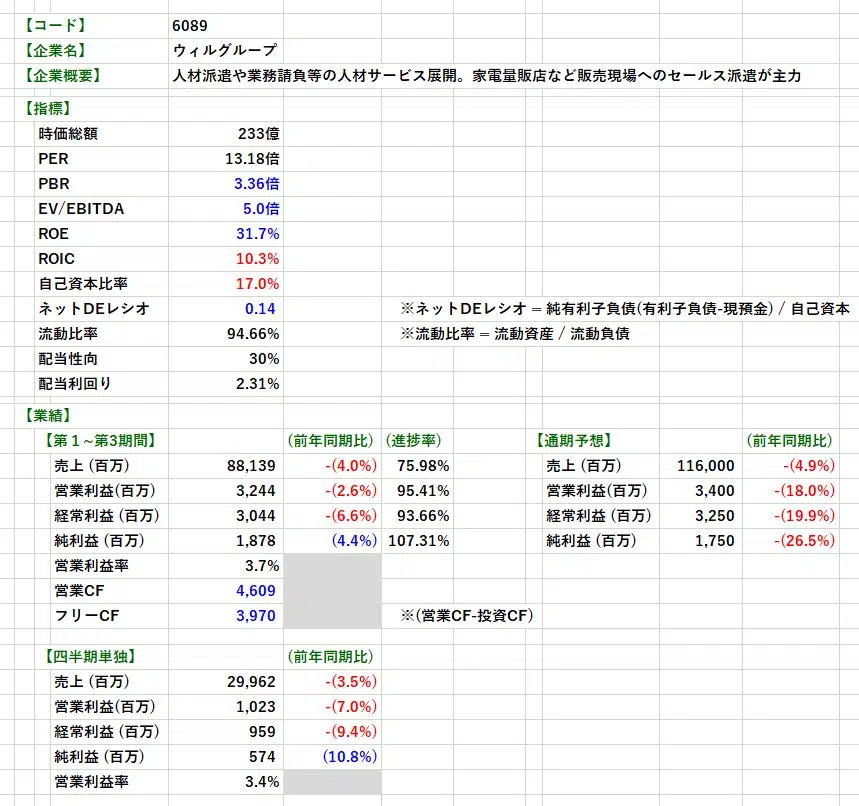 【コード】 6089
【企業名】 ウィルグループ
【企業概要】 人材派遣や業務請負等の人材サービス展開。家電量販店など販売現場へのセールス派遣が主力
【指標】
時価総額 233億
PER 13.18倍
PBR 3.36倍
EV/EBITDA 5.0倍
ROE 31.7%
ROIC 10.3%
自己資本比率 17.0%
ネットDEレシオ 0.14 ※ネットDEレシオ = 純有利子負債(有利子負債-現預金) / 自己資本
流動比率 94.66% ※流動比率 = 流動資産 / 流動負債
配当性向 30%
配当利回り 2.31%
【業績】
【第１~第3期間】 (前年同期比) (進捗率) 【通期予想】 (前年同期比)
売上 (百万) 88,139 -(4.0%) 75.98% 売上 (百万) 116,000 -(4.9%)
営業利益(百万) 3,244 -(2.6%) 95.41% 営業利益(百万) 3,400 -(18.0%)
経常利益 (百万) 3,044 -(6.6%) 93.66% 経常利益 (百万) 3,250 -(19.9%)
純利益 (百万) 1,878 (4.4%) 107.31% 純利益 (百万) 1,750 -(26.5%)
営業利益率 3.7%
営業CF 4,609
フリーCF 3,970 ※(営業CF-投資CF)
【四半期単独】 (前年同期比)
売上 (百万) 29,962 -(3.5%)
営業利益(百万) 1,023 -(7.0%)
経常利益 (百万) 959 -(9.4%)
純利益 (百万) 574 (10.8%)
営業利益率 3.4%